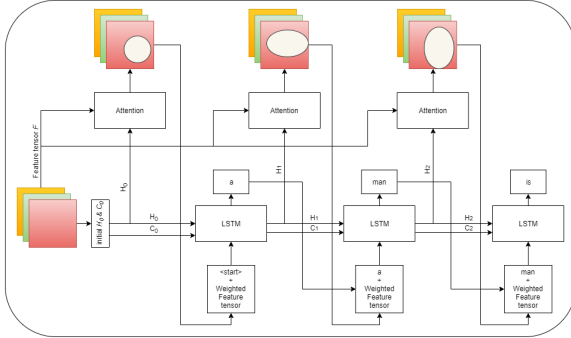 Attention
Attention
Attention
Feature tensor F
H0
H1
H2
a
man
is
initial H0 & C0
H0
C0
LSTM
H1
C1
LSTM
H2
C2
LSTM
<start>
+
Weighted
Feature
tensor
a
+
Weighted
Feature
tensor
man
+
Weighted
Feature
tensor